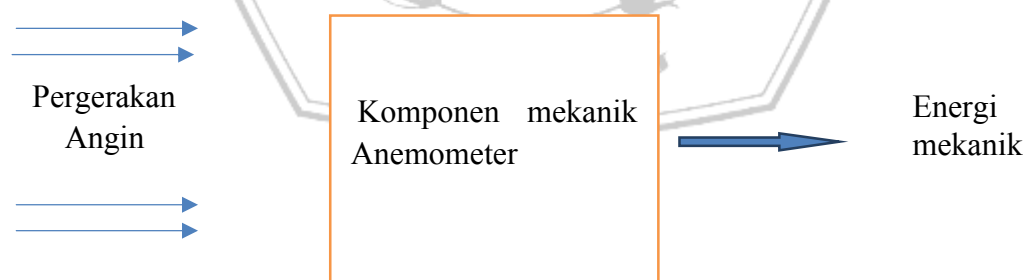 Pergerakan
Angin
Komponen mekanik
Anemometer
Energi
mekanik